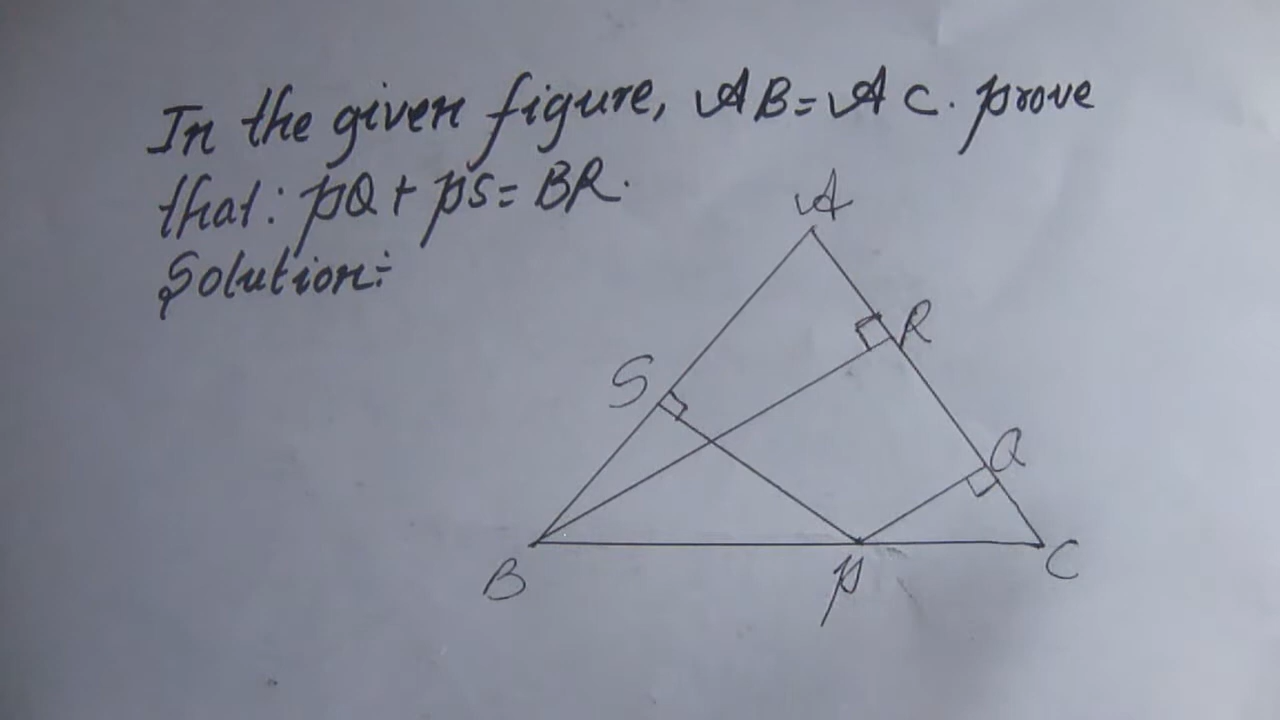 In the given figure, AB = AC. prove
that: pQ + pS = BR.
Solution:
A
R
S
Q
B
p
C